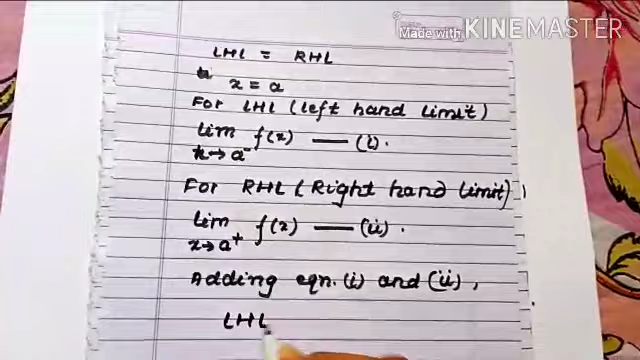 Made with KINEMASTER
LHL = RHL
x = a
For LHL (left hand limit)
lim f(x) — (i).
x→a⁻
For RHL (Right hand limit)
lim f(x) — (ii).
x→a⁺
Adding eqn. (i) and (ii),
LHL